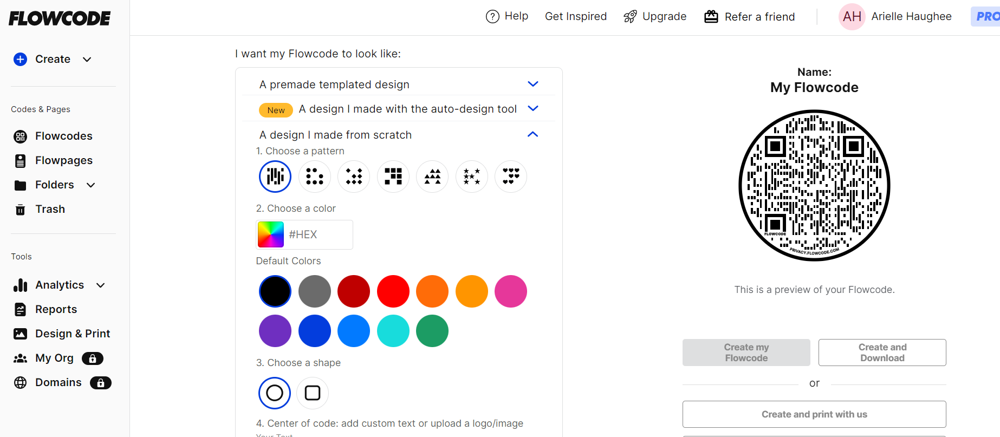 FLOWCODE
Help
Get Inspired
Upgrade
Refer a friend
AH
Arielle Haughee
PRO
Create
Codes & Pages
Flowcodes
Flowpages
Folders
Trash
Tools
Analytics
Reports
Design & Print
My Org
Domains
I want my Flowcode to look like:
A premade templated design
New
A design I made with the auto-design tool
A design I made from scratch
1. Choose a pattern
2. Choose a color
#HEX
Default Colors
3. Choose a shape
4. Center of code: add custom text or upload a logo/image
Your Text
Name:
My Flowcode
FLOWCODE
PRIVACY.FLOWCODE.COM
This is a preview of your Flowcode.
Create my
Flowcode
Create and
Download
or
Create and print with us